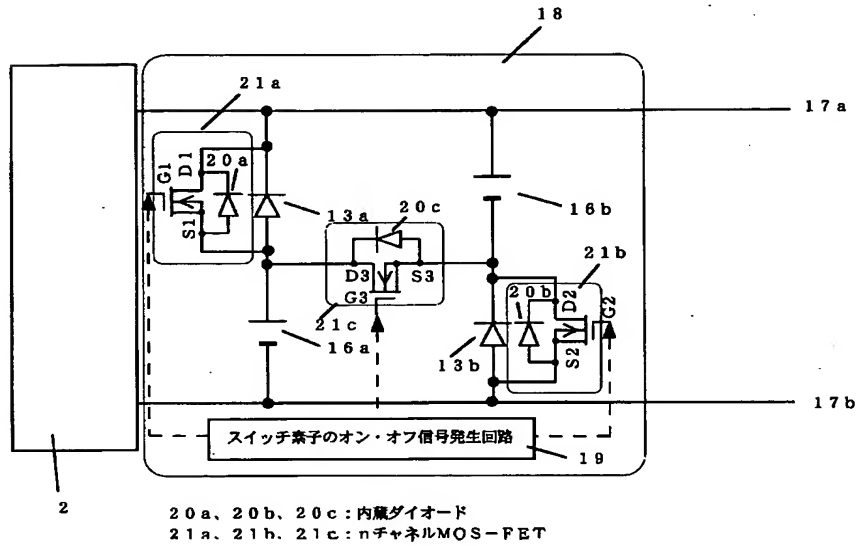 18
21a
17a
G1
D1
20a
S1
13a
20c
16b
21b
D3
S3
G3
20b
D2
G2
S2
21c
16a
13b
17b
スイッチ素子のオン・オフ信号発生回路
19
2
20a、20b、20c:内蔵ダイオード
21a、21b、21c:nチャネルMOS-FET